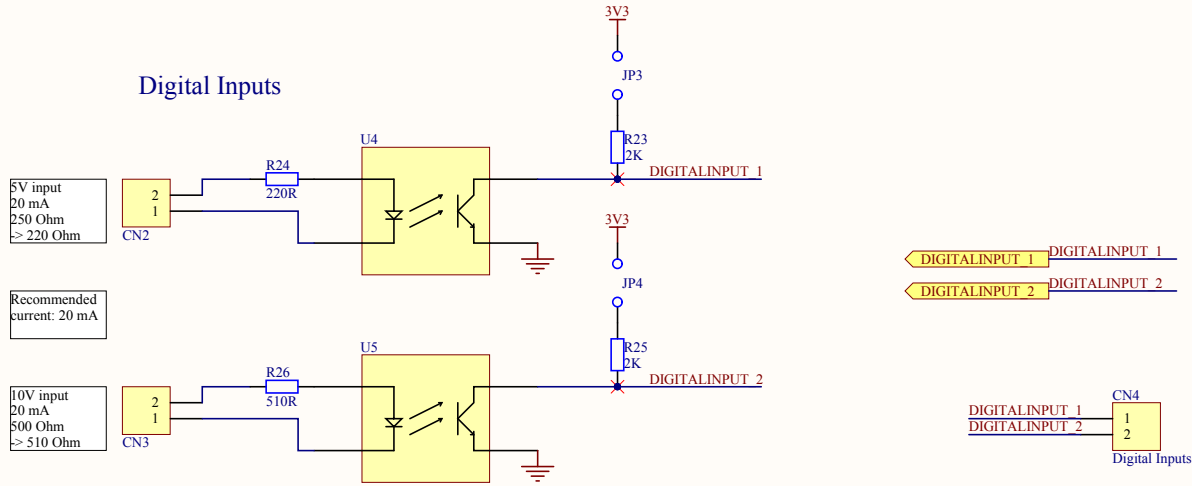 3V3
JP3
Digital Inputs
U4
R23
2K
DIGITALINPUT_1
R24
220R
5V input
20 mA
250 Ohm
-> 220 Ohm
2
1
CN2
3V3
JP4
DIGITALINPUT_1
DIGITALINPUT_1
DIGITALINPUT_2
DIGITALINPUT_2
Recommended
current: 20 mA
U5
R25
2K
DIGITALINPUT_2
R26
510R
10V input
20 mA
500 Ohm
-> 510 Ohm
2
1
CN3
CN4
DIGITALINPUT_1
1
DIGITALINPUT_2
2
Digital Inputs